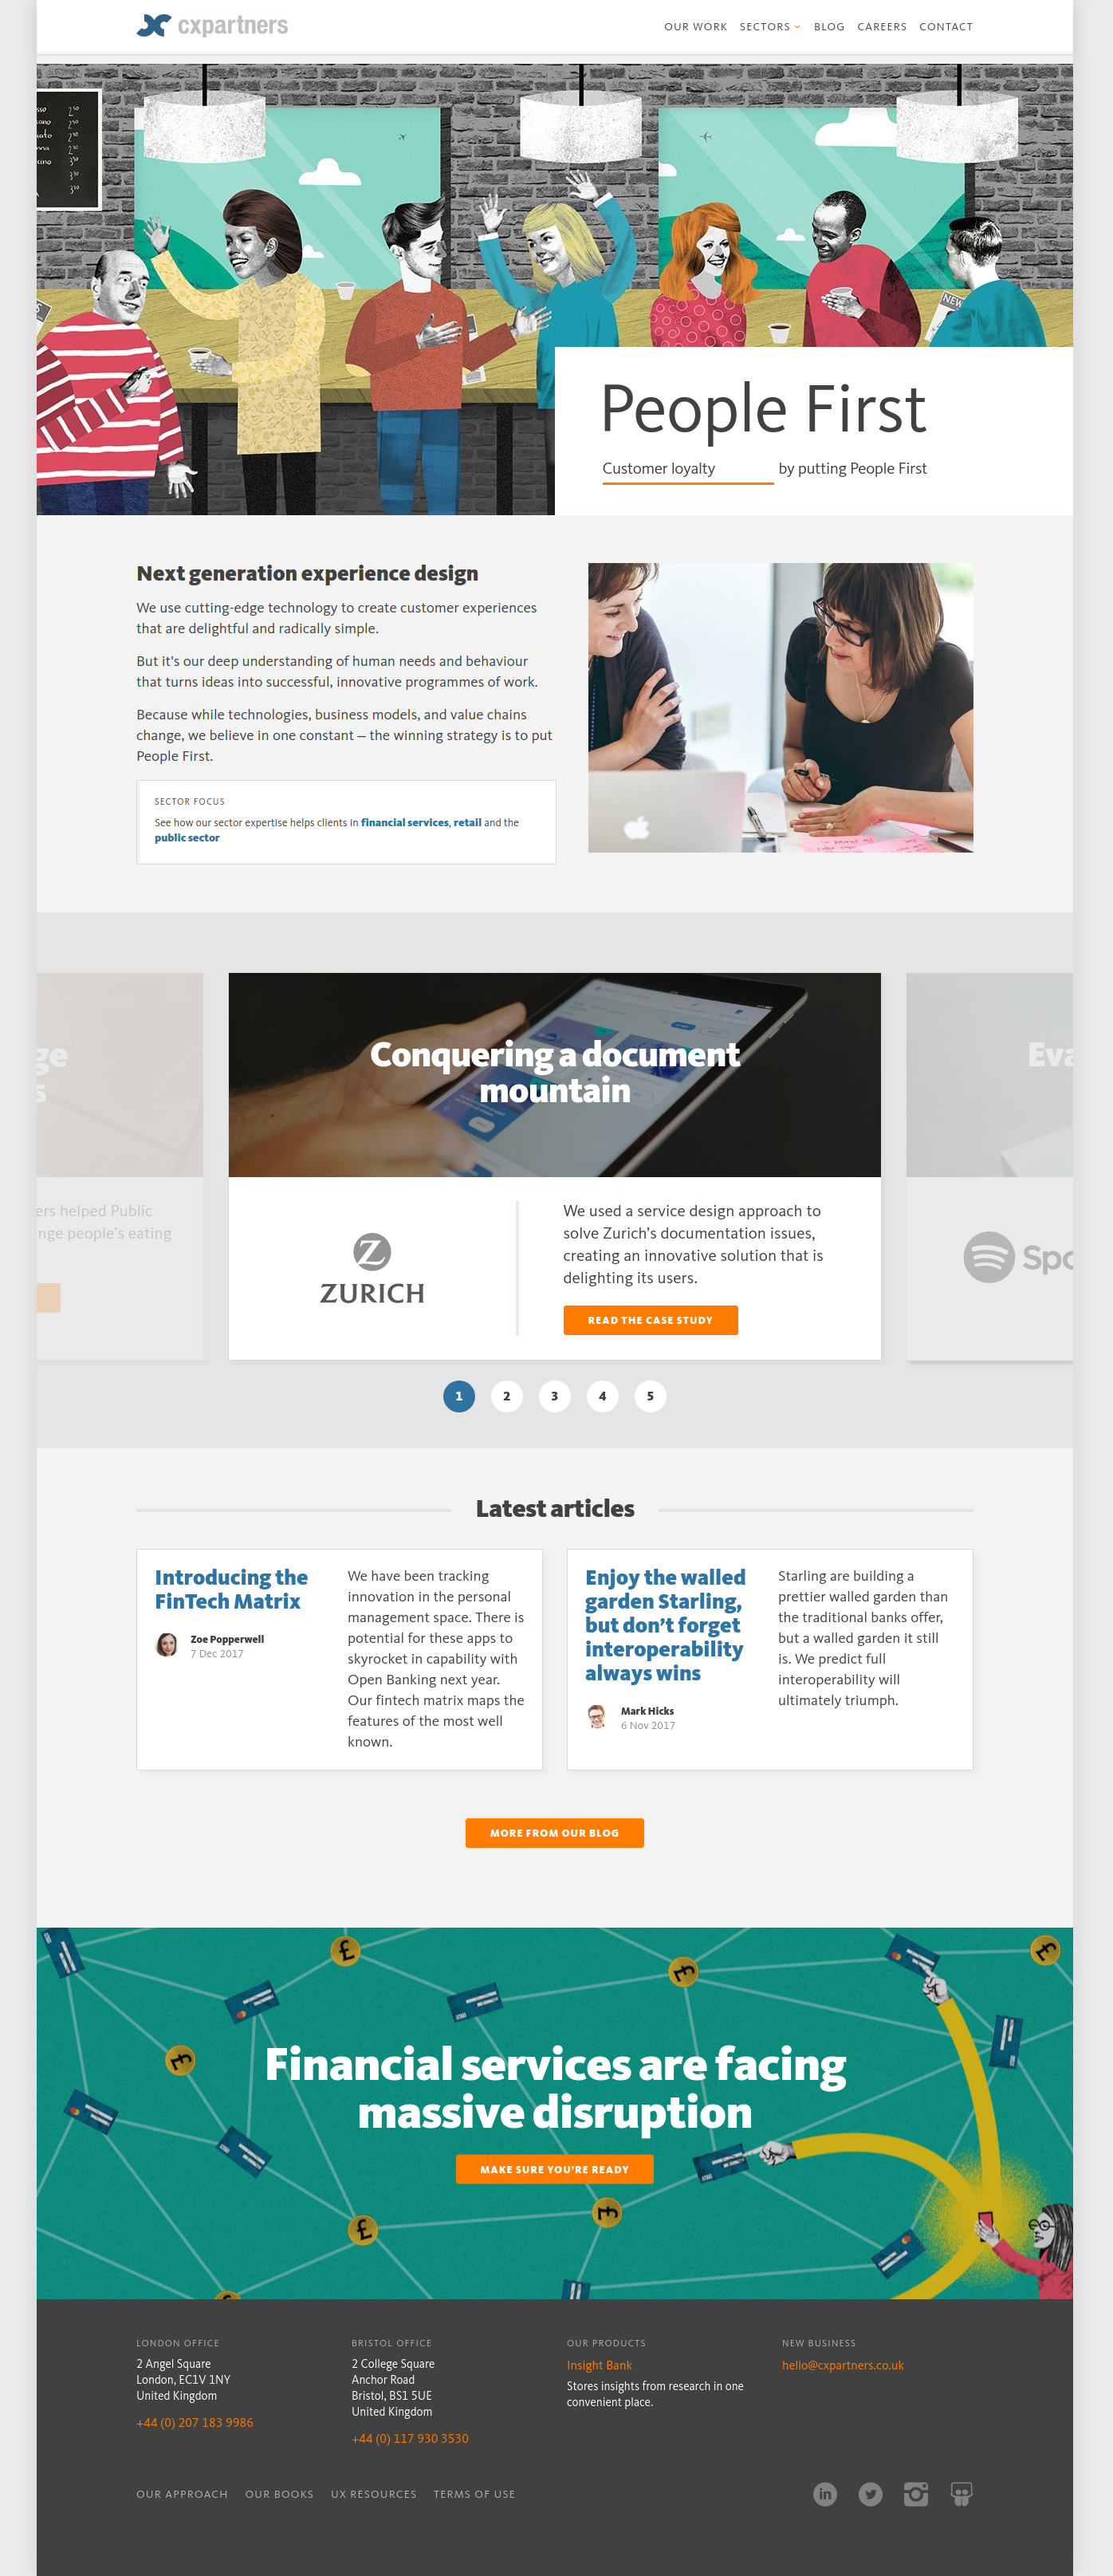 cxpartners
OUR WORK SECTORS BLOG CAREERS CONTACT
2⁵⁰
2⁵⁰
NEW
People First
Customer loyalty by putting People First
Next generation experience design
We use cutting-edge technology to create customer experiences
that are delightful and radically simple.
But it's our deep understanding of human needs and behaviour
that turns ideas into successful, innovative programmes of work.
Because while technologies, business models, and value chains
change, we believe in one constant – the winning strategy is to put
People First.
SECTOR FOCUS
See how our sector expertise helps clients in financial services, retail and the
public sector
ge
s
ers helped Public
nge people's eating
Conquering a document
mountain
ZURICH
We used a service design approach to
solve Zurich's documentation issues,
creating an innovative solution that is
delighting its users.
READ THE CASE STUDY
Eva
Spo
1 2 3 4 5
Latest articles
Introducing the
FinTech Matrix
Zoe Popperwell
7 Dec 2017
We have been tracking
innovation in the personal
management space. There is
potential for these apps to
skyrocket in capability with
Open Banking next year.
Our fintech matrix maps the
features of the most well
known.
Enjoy the walled
garden Starling,
but don't forget
interoperability
always wins
Mark Hicks
6 Nov 2017
Starling are building a
prettier walled garden than
the traditional banks offer,
but a walled garden it still
is. We predict full
interoperability will
ultimately triumph.
MORE FROM OUR BLOG
Financial services are facing
massive disruption
MAKE SURE YOU'RE READY
LONDON OFFICE
2 Angel Square
London, EC1V 1NY
United Kingdom
+44 (0) 207 183 9986
BRISTOL OFFICE
2 College Square
Anchor Road
Bristol, BS1 5UE
United Kingdom
+44 (0) 117 930 3530
OUR PRODUCTS
Insight Bank
Stores insights from research in one
convenient place.
NEW BUSINESS
hello@cxpartners.co.uk
OUR APPROACH OUR BOOKS UX RESOURCES TERMS OF USE